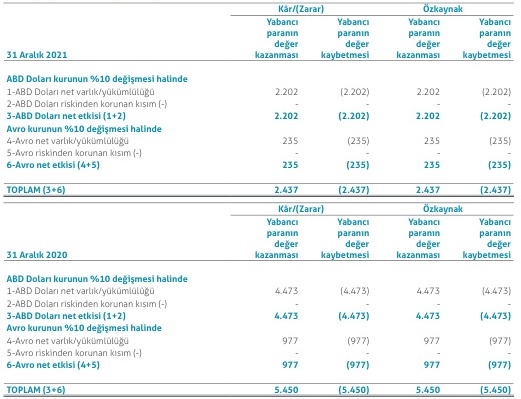 Kâr/(Zarar) Özkaynak
31 Aralık 2021 Yabancı paranın değer kazanması Yabancı paranın değer kaybetmesi Yabancı paranın değer kazanması Yabancı paranın değer kaybetmesi
ABD Doları kurunun %10 değişmesi halinde
1-ABD Doları net varlık/yükümlülüğü 2.202 (2.202) 2.202 (2.202)
2-ABD Doları riskinden korunan kısım (-) - - - -
3-ABD Doları net etkisi (1+2) 2.202 (2.202) 2.202 (2.202)
Avro kurunun %10 değişmesi halinde
4-Avro net varlık/yükümlülüğü 235 (235) 235 (235)
5-Avro riskinden korunan kısım (-) - - - -
6-Avro net etkisi (4+5) 235 (235) 235 (235)
TOPLAM (3+6) 2.437 (2.437) 2.437 (2.437)
Kâr/(Zarar) Özkaynak
31 Aralık 2020 Yabancı paranın değer kazanması Yabancı paranın değer kaybetmesi Yabancı paranın değer kazanması Yabancı paranın değer kaybetmesi
ABD Doları kurunun %10 değişmesi halinde
1-ABD Doları net varlık/yükümlülüğü 4.473 (4.473) 4.473 (4.473)
2-ABD Doları riskinden korunan kısım (-) - - - -
3-ABD Doları net etkisi (1+2) 4.473 (4.473) 4.473 (4.473)
Avro kurunun %10 değişmesi halinde
4-Avro net varlık/yükümlülüğü 977 (977) 977 (977)
5-Avro riskinden korunan kısım (-) - - - -
6-Avro net etkisi (4+5) 977 (977) 977 (977)
TOPLAM (3+6) 5.450 (5.450) 5.450 (5.450)